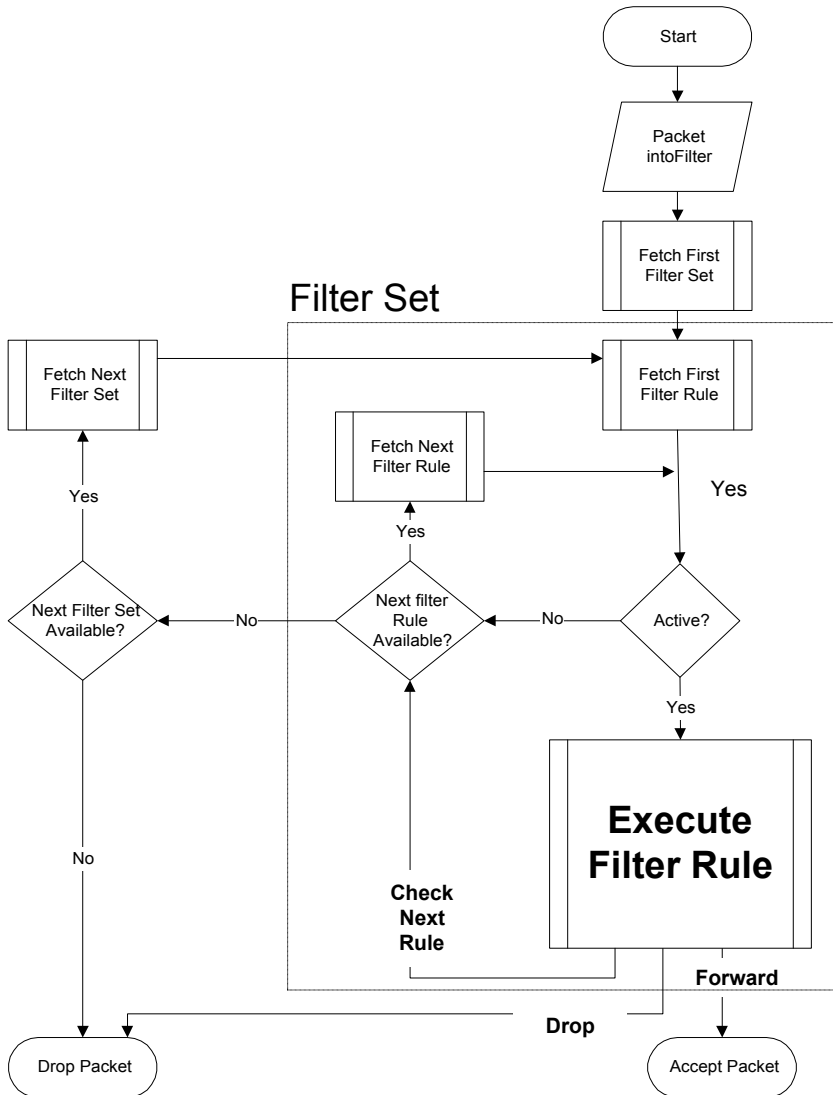 Start
Packet
intoFilter
Fetch First
Filter Set
Filter Set
Fetch Next
Filter Set
Fetch First
Filter Rule
Fetch Next
Filter Rule
Yes
Yes
Yes
Next Filter Set
Available?
No
Next filter
Rule
Available?
No
Active?
Yes
Execute
Filter Rule
No
Check
Next
Rule
Forward
Drop
Drop Packet
Accept Packet